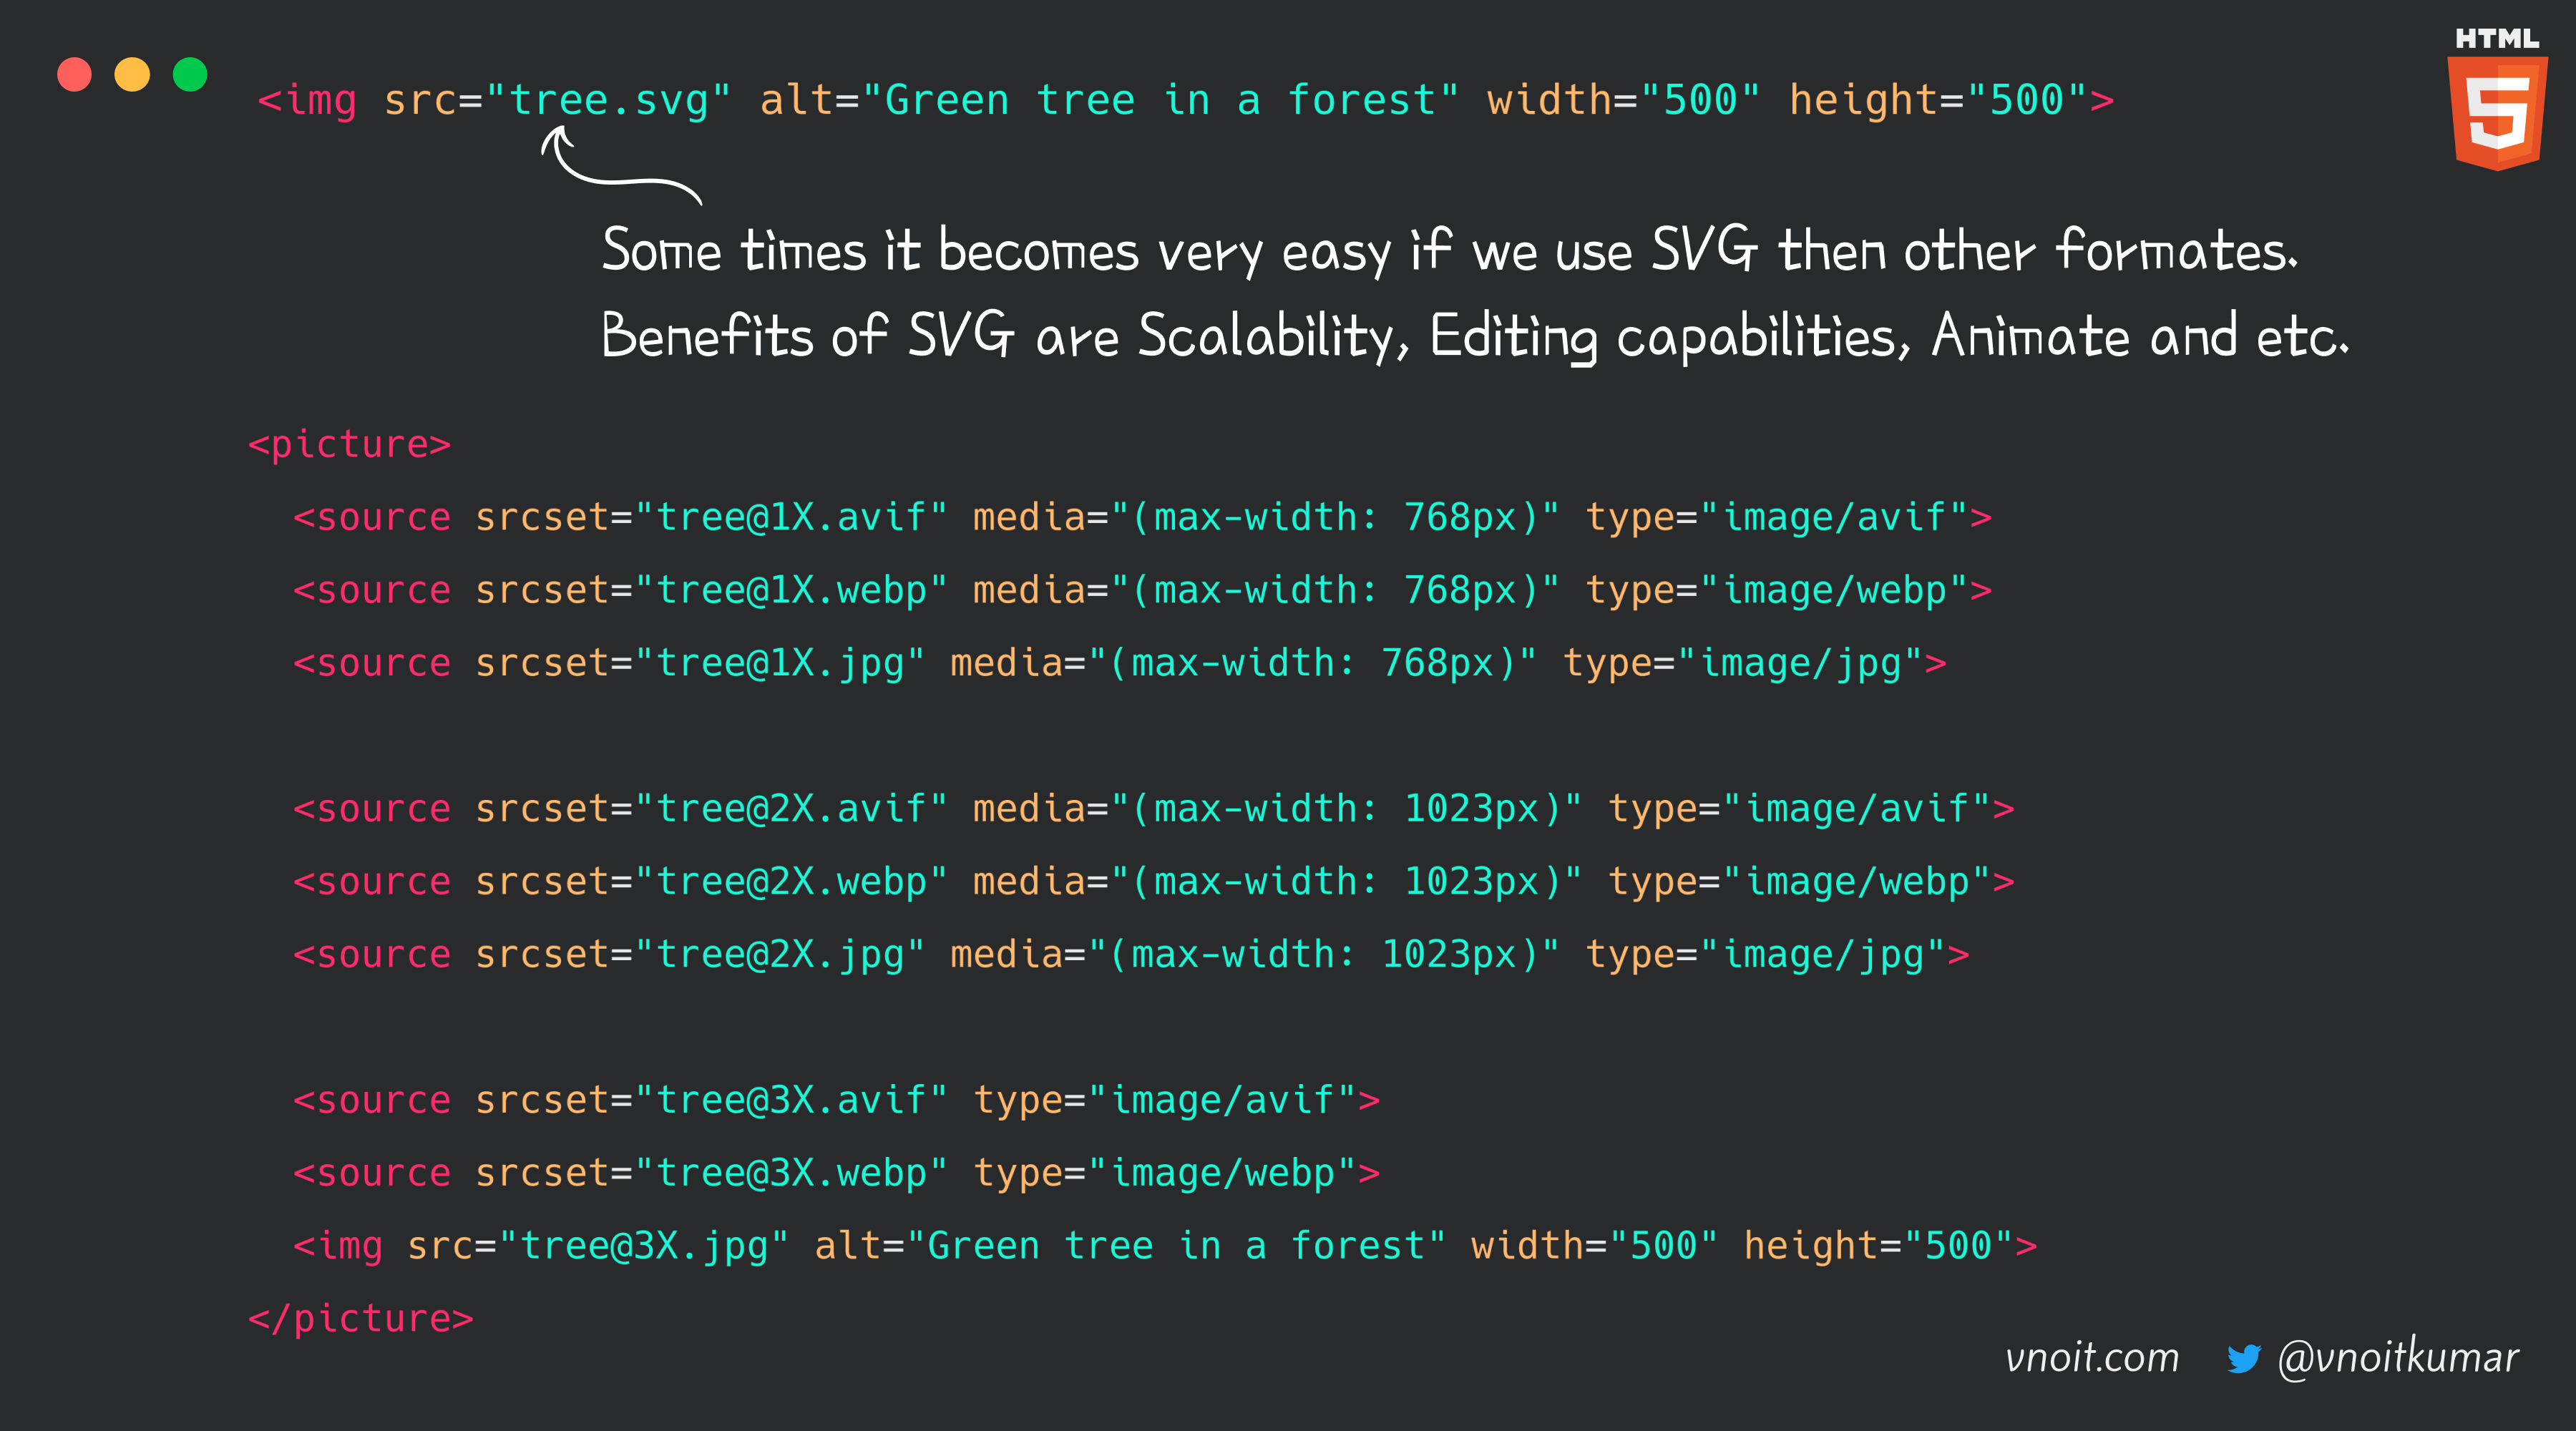 HTML
<img src="tree.svg" alt="Green tree in a forest" width="500" height="500">
Some times it becomes very easy if we use SVG then other formates.
Benefits of SVG are Scalability, Editing capabilities, Animate and etc.
<picture>
<source srcset="tree@1X.avif" media="(max-width: 768px)" type="image/avif">
<source srcset="tree@1X.webp" media="(max-width: 768px)" type="image/webp">
<source srcset="tree@1X.jpg" media="(max-width: 768px)" type="image/jpg">
<source srcset="tree@2X.avif" media="(max-width: 1023px)" type="image/avif">
<source srcset="tree@2X.webp" media="(max-width: 1023px)" type="image/webp">
<source srcset="tree@2X.jpg" media="(max-width: 1023px)" type="image/jpg">
<source srcset="tree@3X.avif" type="image/avif">
<source srcset="tree@3X.webp" type="image/webp">
<img src="tree@3X.jpg" alt="Green tree in a forest" width="500" height="500">
</picture>
vnoit.com @vnoitkumar